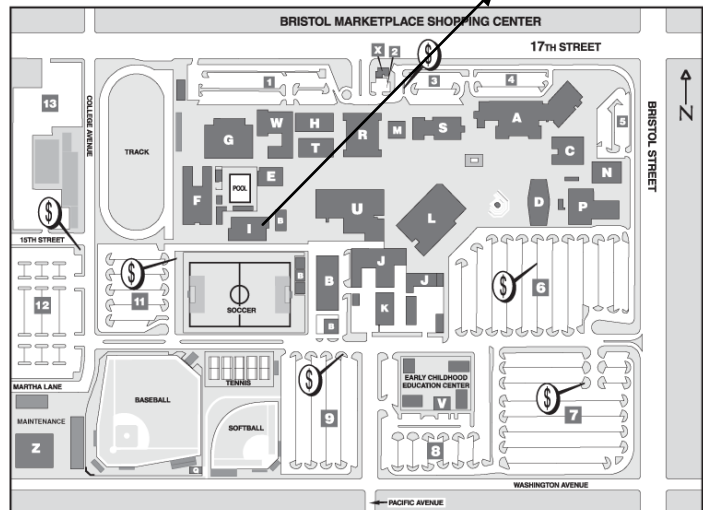 BRISTOL MARKETPLACE SHOPPING CENTER
17TH STREET
X
2
$
1
3
4
5
13
COLLEGE AVENUE
TRACK
G
W
H
T
R
M
S
A
C
N
BRISTOL STREET
N
F
POOL
E
I
B
U
L
D
P
$
15TH STREET
$
11
SOCCER
B
B
B
J
J
K
$
6
12
MARTHA LANE
MAINTENANCE
Z
BASEBALL
TENNIS
SOFTBALL
$
9
EARLY CHILDHOOD
EDUCATION CENTER
V
8
$
7
WASHINGTON AVENUE
PACIFIC AVENUE